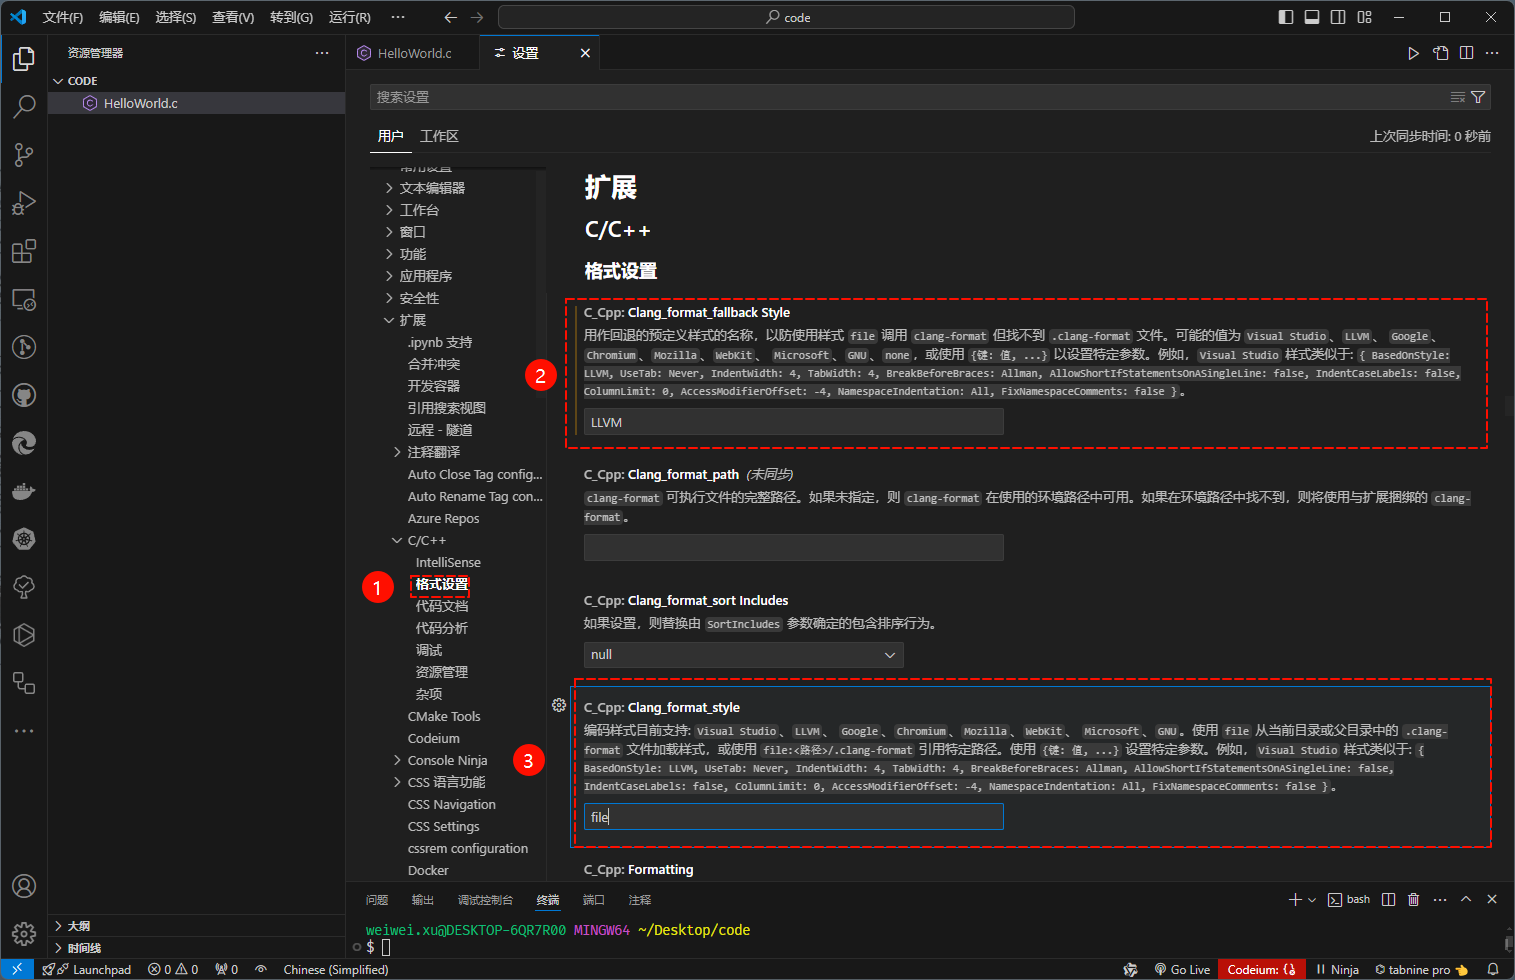 文件(F) 编辑(E) 选择(S) 查看(V) 转到(G) 运行(R) ··· code
资源管理器 ···
HelloWorld.c 设置
CODE
HelloWorld.c
搜索设置
用户 工作区
上次同步时间: 0 秒前
常用设置
文本编辑器
工作台
窗口
功能
应用程序
安全性
扩展
.ipynb 支持
合并冲突
开发容器
引用搜索视图
远程 - 隧道
注释翻译
Auto Close Tag config...
Auto Rename Tag con...
Azure Repos
C/C++
IntelliSense
1
格式设置
代码文档
代码分析
调试
资源管理
杂项
CMake Tools
Codeium
Console Ninja
CSS 语言功能
CSS Navigation
CSS Settings
cssrem configuration
Docker
扩展
C/C++
格式设置
2
C_Cpp: Clang_format_fallback Style
用作回退的预定义样式的名称，以防使用样式 file 调用 clang-format 但找不到 .clang-format 文件。可能的值为 Visual Studio、LLVM、Google、
Chromium、Mozilla、WebKit、Microsoft、GNU、none，或使用 {键: 值, ...} 以设置特定参数。例如，Visual Studio 样式类似于: { BasedOnStyle:
LLVM, UseTab: Never, IndentWidth: 4, TabWidth: 4, BreakBeforeBraces: Allman, AllowShortIfStatementsOnASingleLine: false, IndentCaseLabels: false,
ColumnLimit: 0, AccessModifierOffset: -4, NamespaceIndentation: All, FixNamespaceComments: false }。
LLVM
C_Cpp: Clang_format_path (未同步)
clang-format 可执行文件的完整路径。如果未指定，则 clang-format 在使用的环境路径中可用。如果在环境路径中找不到，则将使用与扩展捆绑的 clang-
format。
C_Cpp: Clang_format_sort Includes
如果设置，则替换由 SortIncludes 参数确定的包含排序行为。
null
3
C_Cpp: Clang_format_style
编码样式目前支持: Visual Studio、LLVM、Google、Chromium、Mozilla、WebKit、Microsoft、GNU。使用 file 从当前目录或父目录中的 .clang-
format 文件加载样式，或使用 file:<路径>/.clang-format 引用特定路径。使用 {键: 值, ...} 设置特定参数。例如，Visual Studio 样式类似于: {
BasedOnStyle: LLVM, UseTab: Never, IndentWidth: 4, TabWidth: 4, BreakBeforeBraces: Allman, AllowShortIfStatementsOnASingleLine: false,
IndentCaseLabels: false, ColumnLimit: 0, AccessModifierOffset: -4, NamespaceIndentation: All, FixNamespaceComments: false }。
file
C_Cpp: Formatting
问题 输出 调试控制台 终端 端口 注释 bash
weiwei.xu@DESKTOP-6QR7R00 MINGW64 ~/Desktop/code
$
大纲
时间线
Launchpad 0 0 0 Chinese (Simplified) Go Live Codeium: {} Ninja tabnine pro